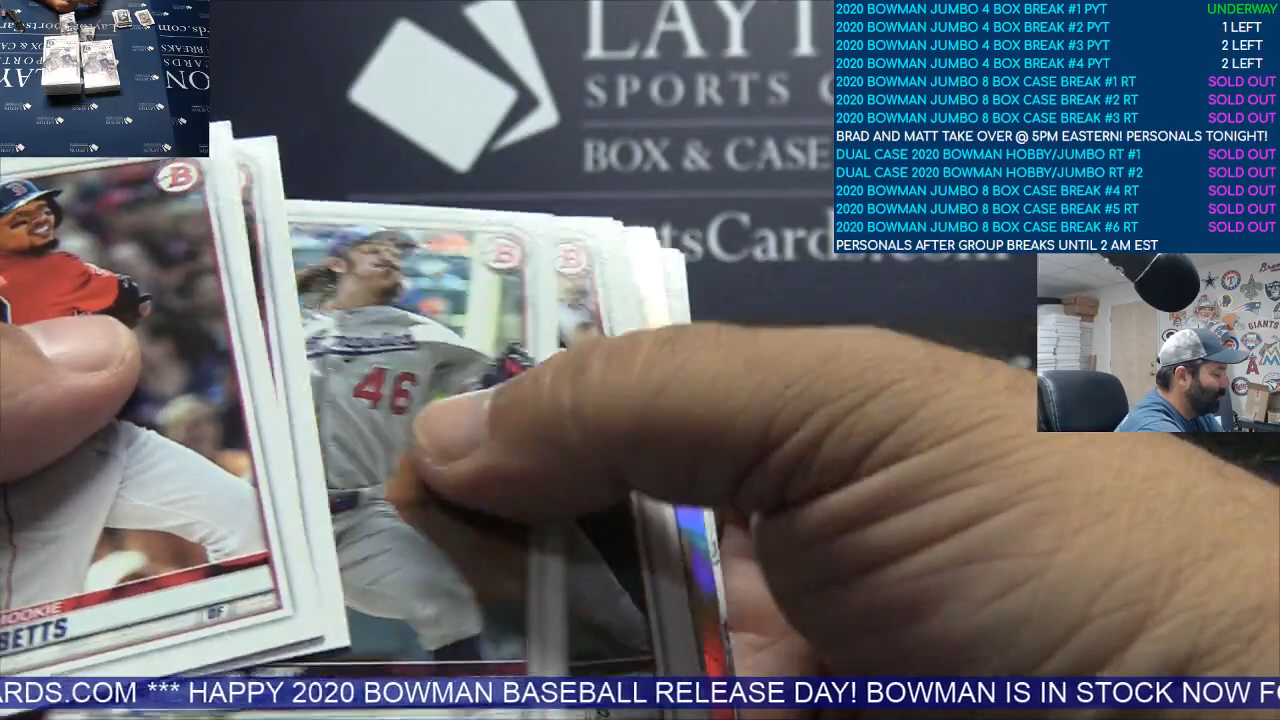 2020 BOWMAN JUMBO 4 BOX BREAK #1 PYT UNDERWAY
2020 BOWMAN JUMBO 4 BOX BREAK #2 PYT 1 LEFT
2020 BOWMAN JUMBO 4 BOX BREAK #3 PYT 2 LEFT
2020 BOWMAN JUMBO 4 BOX BREAK #4 PYT 2 LEFT
2020 BOWMAN JUMBO 8 BOX CASE BREAK #1 RT SOLD OUT
2020 BOWMAN JUMBO 8 BOX CASE BREAK #2 RT SOLD OUT
2020 BOWMAN JUMBO 8 BOX CASE BREAK #3 RT SOLD OUT
BRAD AND MATT TAKE OVER @ 5PM EASTERN! PERSONALS TONIGHT!
DUAL CASE 2020 BOWMAN HOBBY/JUMBO RT #1 SOLD OUT
DUAL CASE 2020 BOWMAN HOBBY/JUMBO RT #2 SOLD OUT
2020 BOWMAN JUMBO 8 BOX CASE BREAK #4 RT SOLD OUT
2020 BOWMAN JUMBO 8 BOX CASE BREAK #5 RT SOLD OUT
2020 BOWMAN JUMBO 8 BOX CASE BREAK #6 RT SOLD OUT
PERSONALS AFTER GROUP BREAKS UNTIL 2 AM EST
LAYT
SPORTS C
BOX & CASE
tsCards.com
GIANTS
B
B
B
46
ROOKIE
BETTS
OF
ARDS.COM *** HAPPY 2020 BOWMAN BASEBALL RELEASE DAY! BOWMAN IS IN STOCK NOW FO